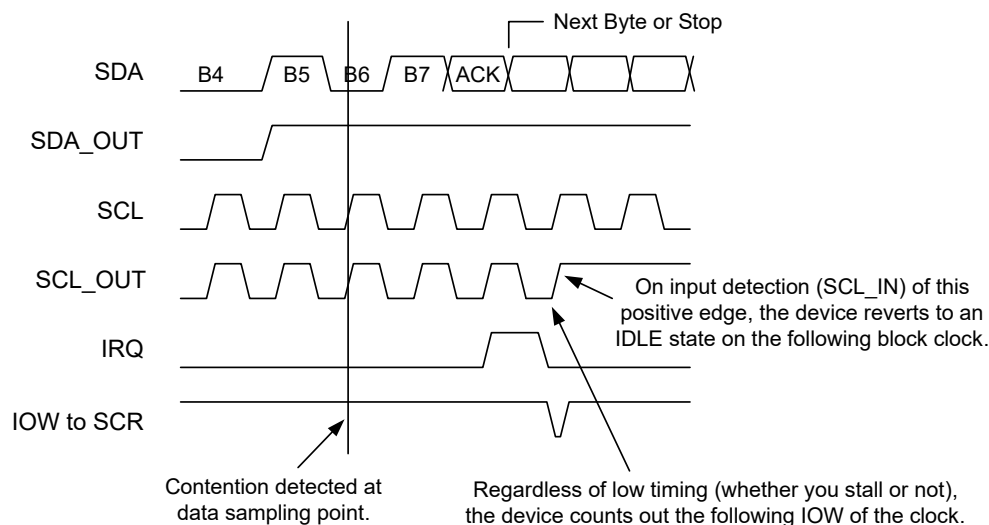 Next Byte or Stop
SDA B4 B5 B6 B7 ACK
SDA_OUT
SCL
SCL_OUT
On input detection (SCL_IN) of this
positive edge, the device reverts to an
IDLE state on the following block clock.
IRQ
IOW to SCR
Contention detected at
data sampling point.
Regardless of low timing (whether you stall or not),
the device counts out the following IOW of the clock.